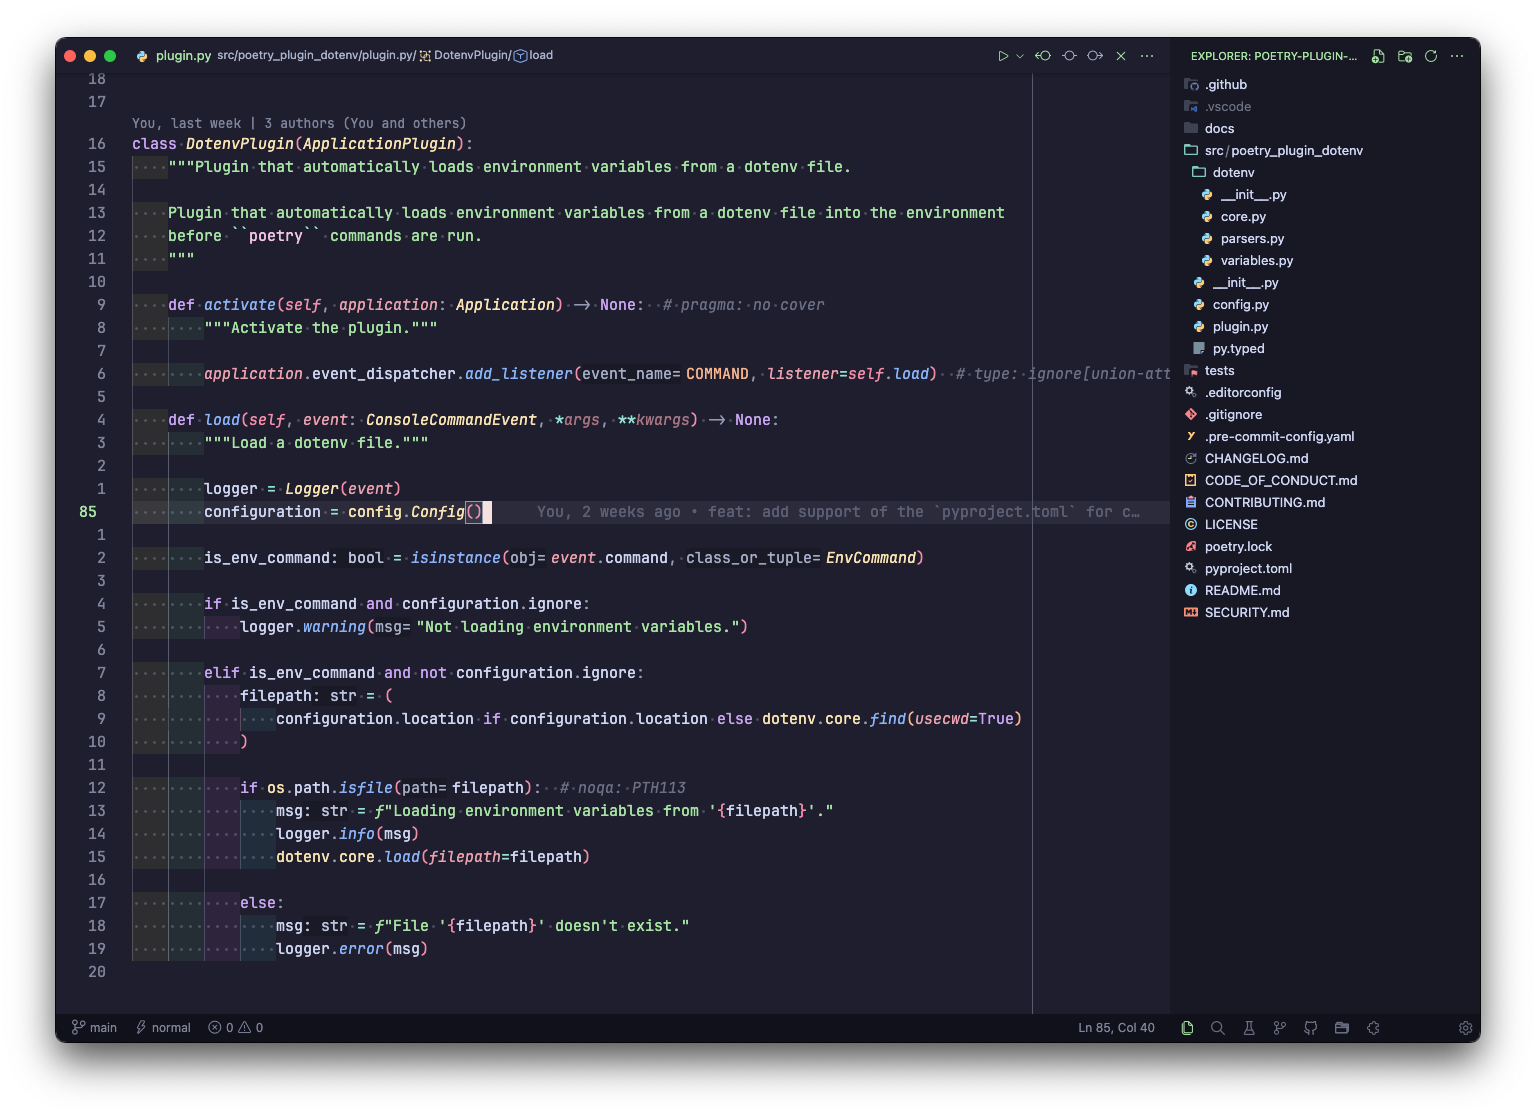 plugin.py src/poetry_plugin_dotenv/plugin.py/ DotenvPlugin/ load
18
17
You, last week | 3 authors (You and others)
16 class DotenvPlugin(ApplicationPlugin):
15 """Plugin that automatically loads environment variables from a dotenv file.
14
13 Plugin that automatically loads environment variables from a dotenv file into the environment
12 before ``poetry`` commands are run.
11 """
10
9 def activate(self, application: Application) -> None: # pragma: no cover
8 """Activate the plugin."""
7
6 application.event_dispatcher.add_listener(event_name= COMMAND, listener=self.load) # type: ignore[union-att
5
4 def load(self, event: ConsoleCommandEvent, *args, **kwargs) -> None:
3 """Load a dotenv file."""
2
1 logger = Logger(event)
85 configuration = config.Config() You, 2 weeks ago • feat: add support of the `pyproject.toml` for c…
1
2 is_env_command: bool = isinstance(obj= event.command, class_or_tuple= EnvCommand)
3
4 if is_env_command and configuration.ignore:
5 logger.warning(msg= "Not loading environment variables.")
6
7 elif is_env_command and not configuration.ignore:
8 filepath: str = (
9 configuration.location if configuration.location else dotenv.core.find(usecwd=True)
10 )
11
12 if os.path.isfile(path= filepath): # noqa: PTH113
13 msg: str = f"Loading environment variables from '{filepath}'."
14 logger.info(msg)
15 dotenv.core.load(filepath=filepath)
16
17 else:
18 msg: str = f"File '{filepath}' doesn't exist."
19 logger.error(msg)
20
main normal 0 0 Ln 85, Col 40
EXPLORER: POETRY-PLUGIN-...
.github
.vscode
docs
src/poetry_plugin_dotenv
dotenv
__init__.py
core.py
parsers.py
variables.py
__init__.py
config.py
plugin.py
py.typed
tests
.editorconfig
.gitignore
.pre-commit-config.yaml
CHANGELOG.md
CODE_OF_CONDUCT.md
CONTRIBUTING.md
LICENSE
poetry.lock
pyproject.toml
README.md
SECURITY.md